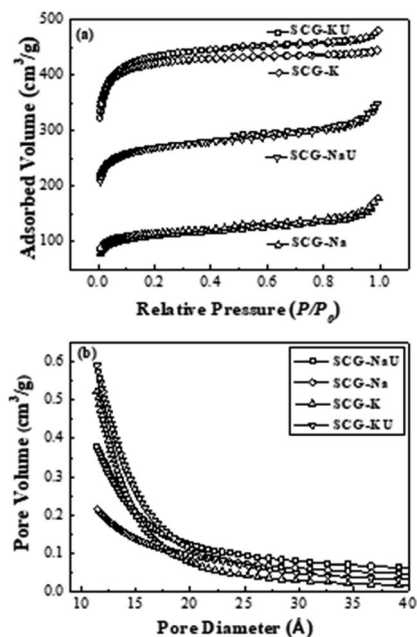 (a)
SCG-KU
SCG-K
SCG-NaU
SCG-Na
500
400
300
200
100
0.0 0.2 0.4 0.6 0.8 1.0
Adsorbed Volume (cm³/g)
Relative Pressure (P/P₀)
(b)
SCG-NaU
SCG-Na
SCG-K
SCG-KU
0.6
0.5
0.4
0.3
0.2
0.1
0.0
10 15 20 25 30 35 40
Pore Volume (cm³/g)
Pore Diameter (Å)